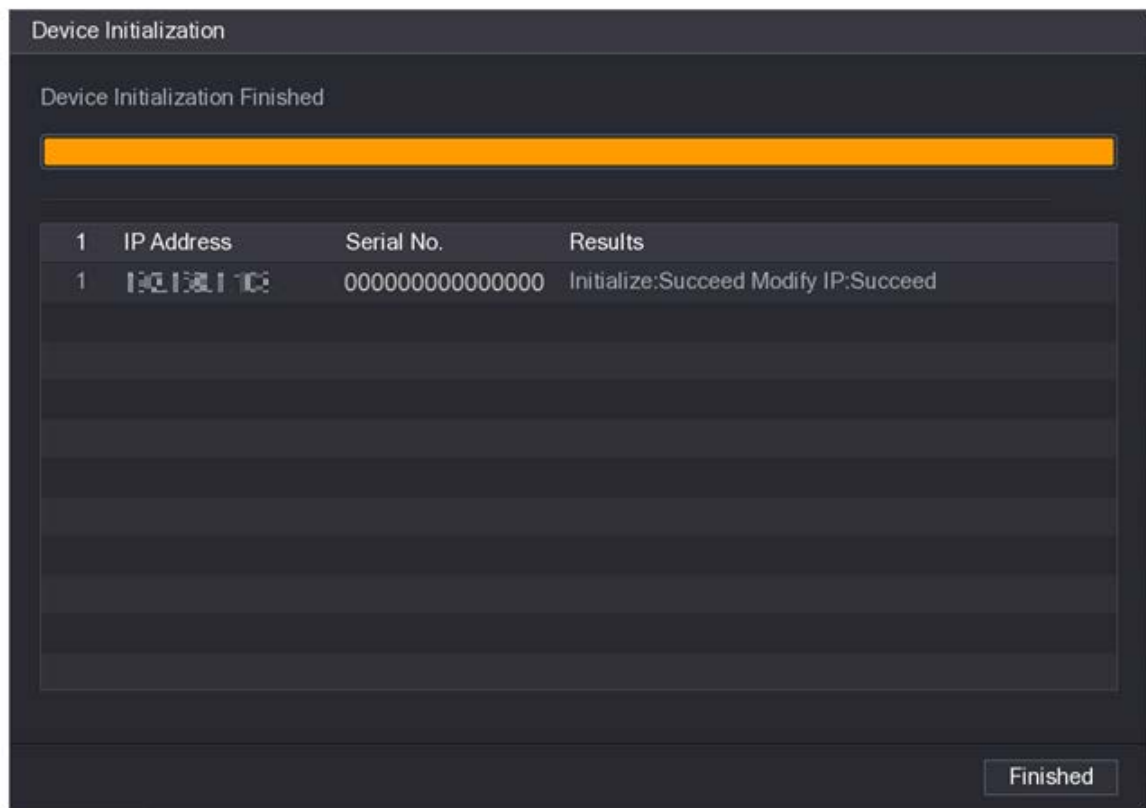 Device Initialization
Device Initialization Finished
1 IP Address Serial No. Results
1 000000000000000 Initialize:Succeed Modify IP:Succeed
Finished